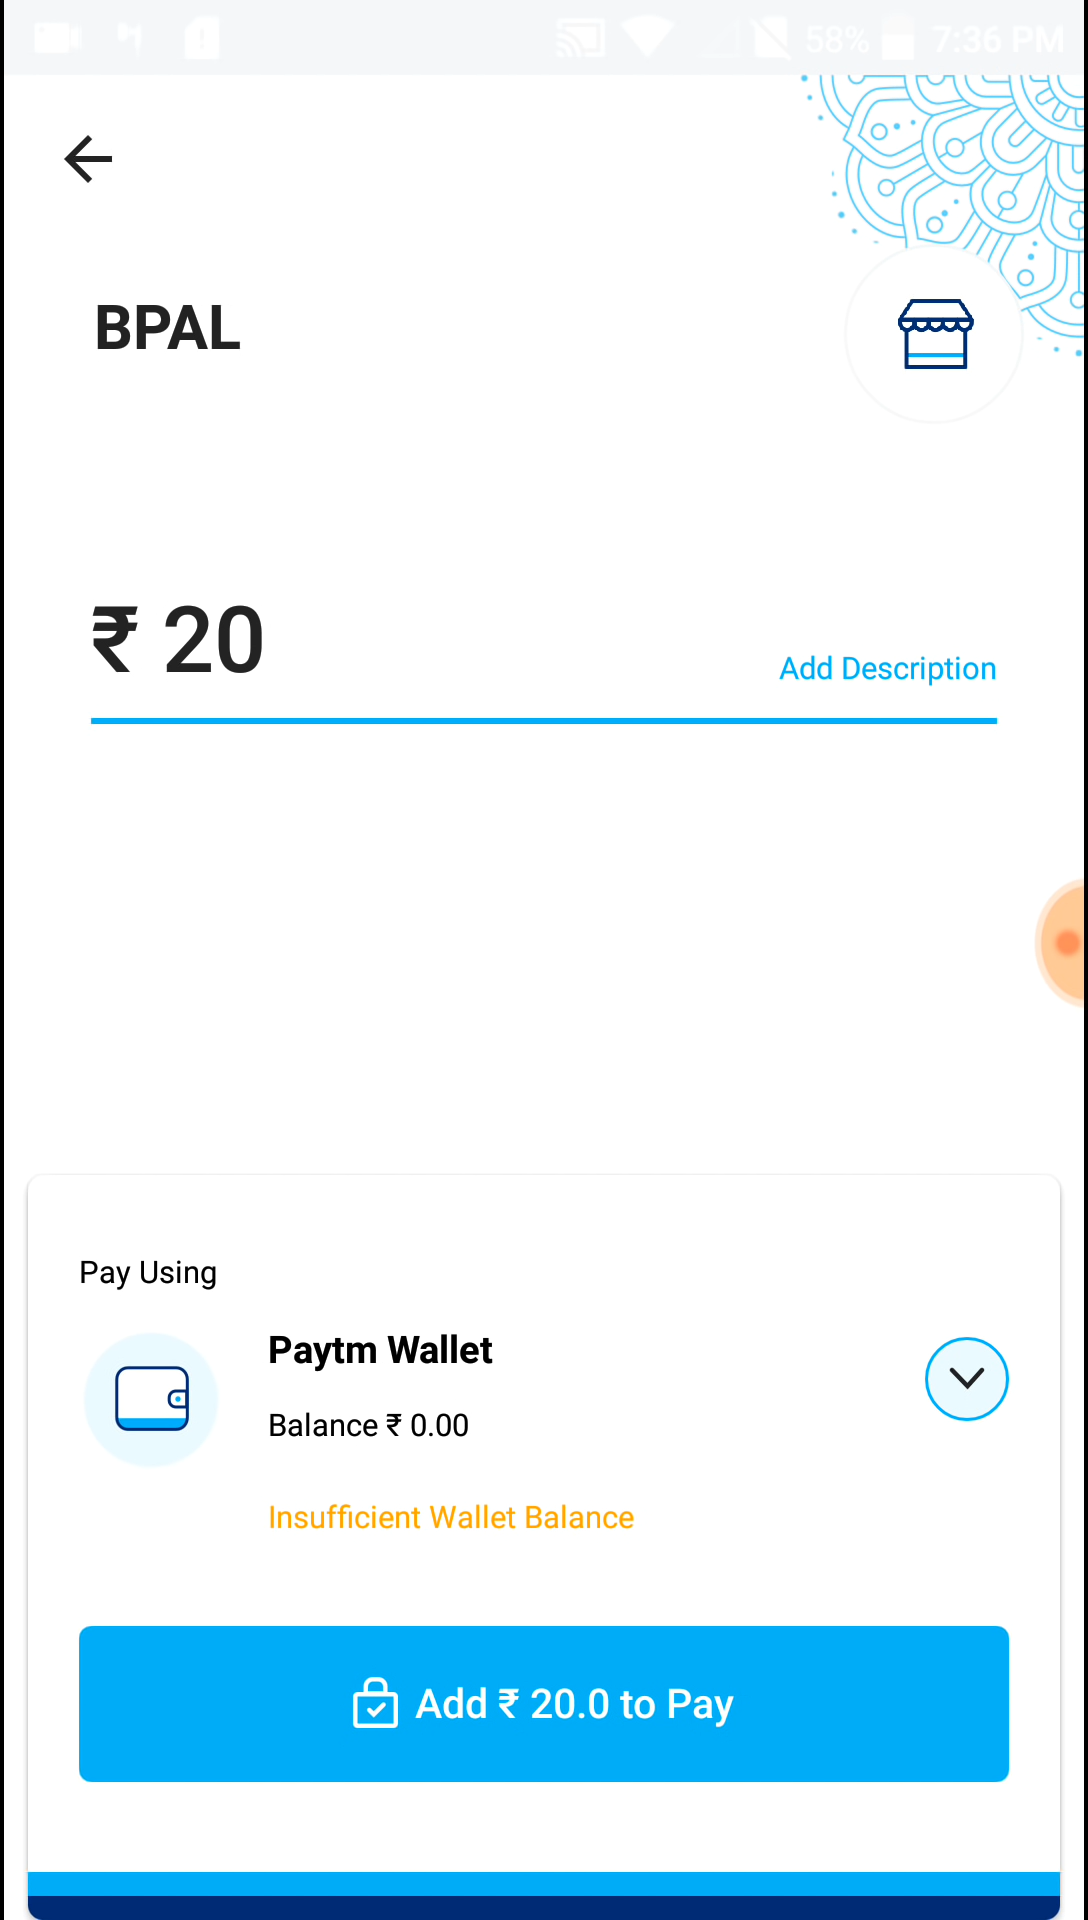 58% 7:36 PM
BPAL
₹ 20
Add Description
Pay Using
Paytm Wallet
Balance ₹ 0.00
Insufficient Wallet Balance
Add ₹ 20.0 to Pay